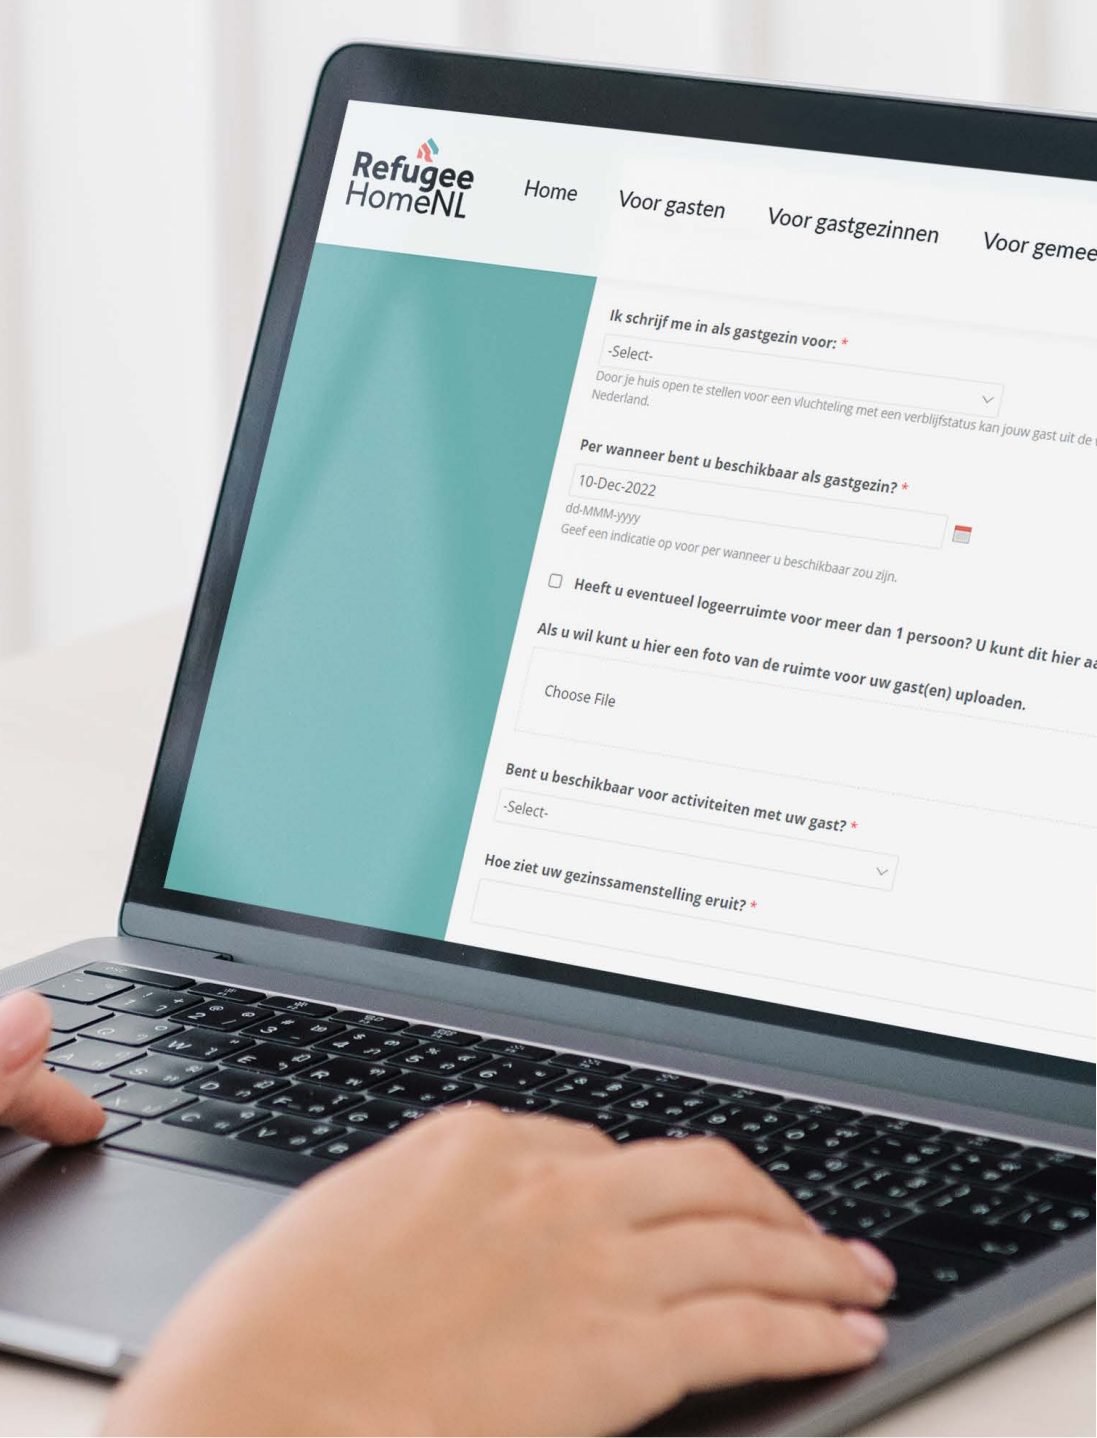 Refugee
HomeNL
Home
Voor gasten
Voor gastgezinnen
Voor gemee
Ik schrijf me in als gastgezin voor: *
-Select-
Door je huis open te stellen voor een vluchteling met een verblijfstatus kan jouw gast uit de
Nederland.
Per wanneer bent u beschikbaar als gastgezin? *
10-Dec-2022
dd-MMM-yyyy
Geef een indicatie op voor per wanneer u beschikbaar zou zijn.
Heeft u eventueel logeerruimte voor meer dan 1 persoon? U kunt dit hier aa
Als u wil kunt u hier een foto van de ruimte voor uw gast(en) uploaden.
Choose File
Bent u beschikbaar voor activiteiten met uw gast? *
-Select-
Hoe ziet uw gezinssamenstelling eruit? *